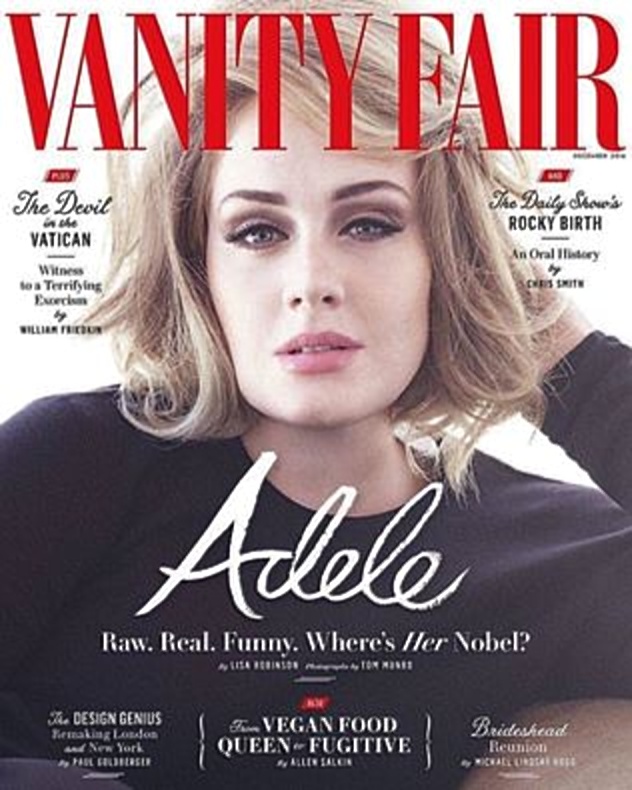 VANITY FAIR
DECEMBER 2016
PLUS
The Devil
in the
VATICAN
Witness
to a Terrifying
Exorcism
by
WILLIAM FRIEDKIN
AND
The Daily Show's
ROCKY BIRTH
An Oral History
by
CHRIS SMITH
Adele
Raw. Real. Funny. Where's Her Nobel?
By LISA ROBINSON Photographs by TOM MUNRO
The DESIGN GENIUS
Remaking London
and New York
By PAUL GOLDBERGER
ALSO
From VEGAN FOOD
QUEEN to FUGITIVE
By ALLEN SALKIN
Brideshead
Reunion
By MICHAEL LINDSAY-HOGG